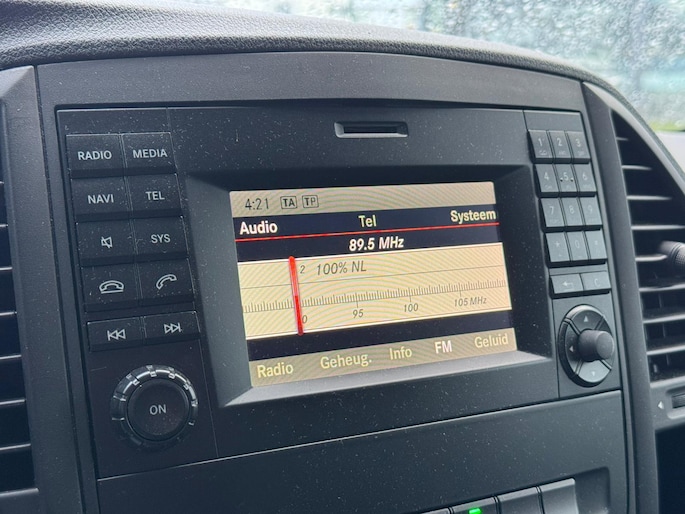 RADIO MEDIA
NAVI TEL
SYS
ON
4:21 TA TP
Audio Tel Systeem
89.5 MHz
2 100% NL
0 95 100 105 MHz
Radio Geheug. Info FM Geluid
1 2 3
4 5 6
7 8 9
C